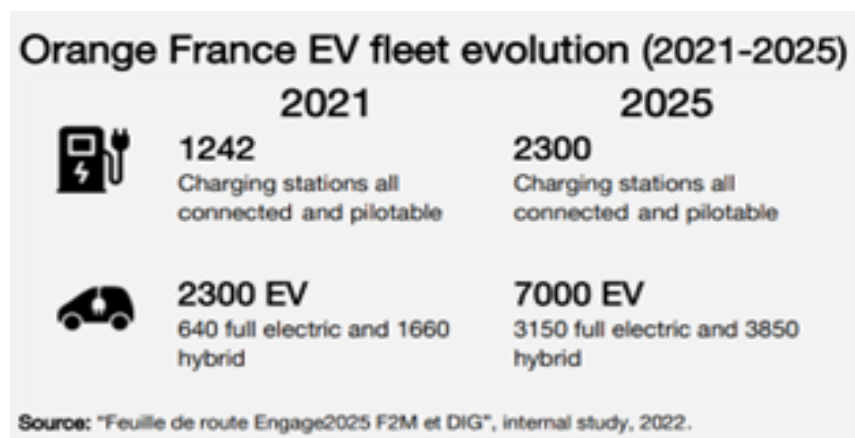 Orange France EV fleet evolution (2021-2025)
2021 2025
1242 2300
Charging stations all Charging stations all
connected and pilotable connected and pilotable
2300 EV 7000 EV
640 full electric and 1660 3150 full electric and 3850
hybrid hybrid
Source: "Feuille de route Engage2025 F2M et DIG", internal study, 2022.